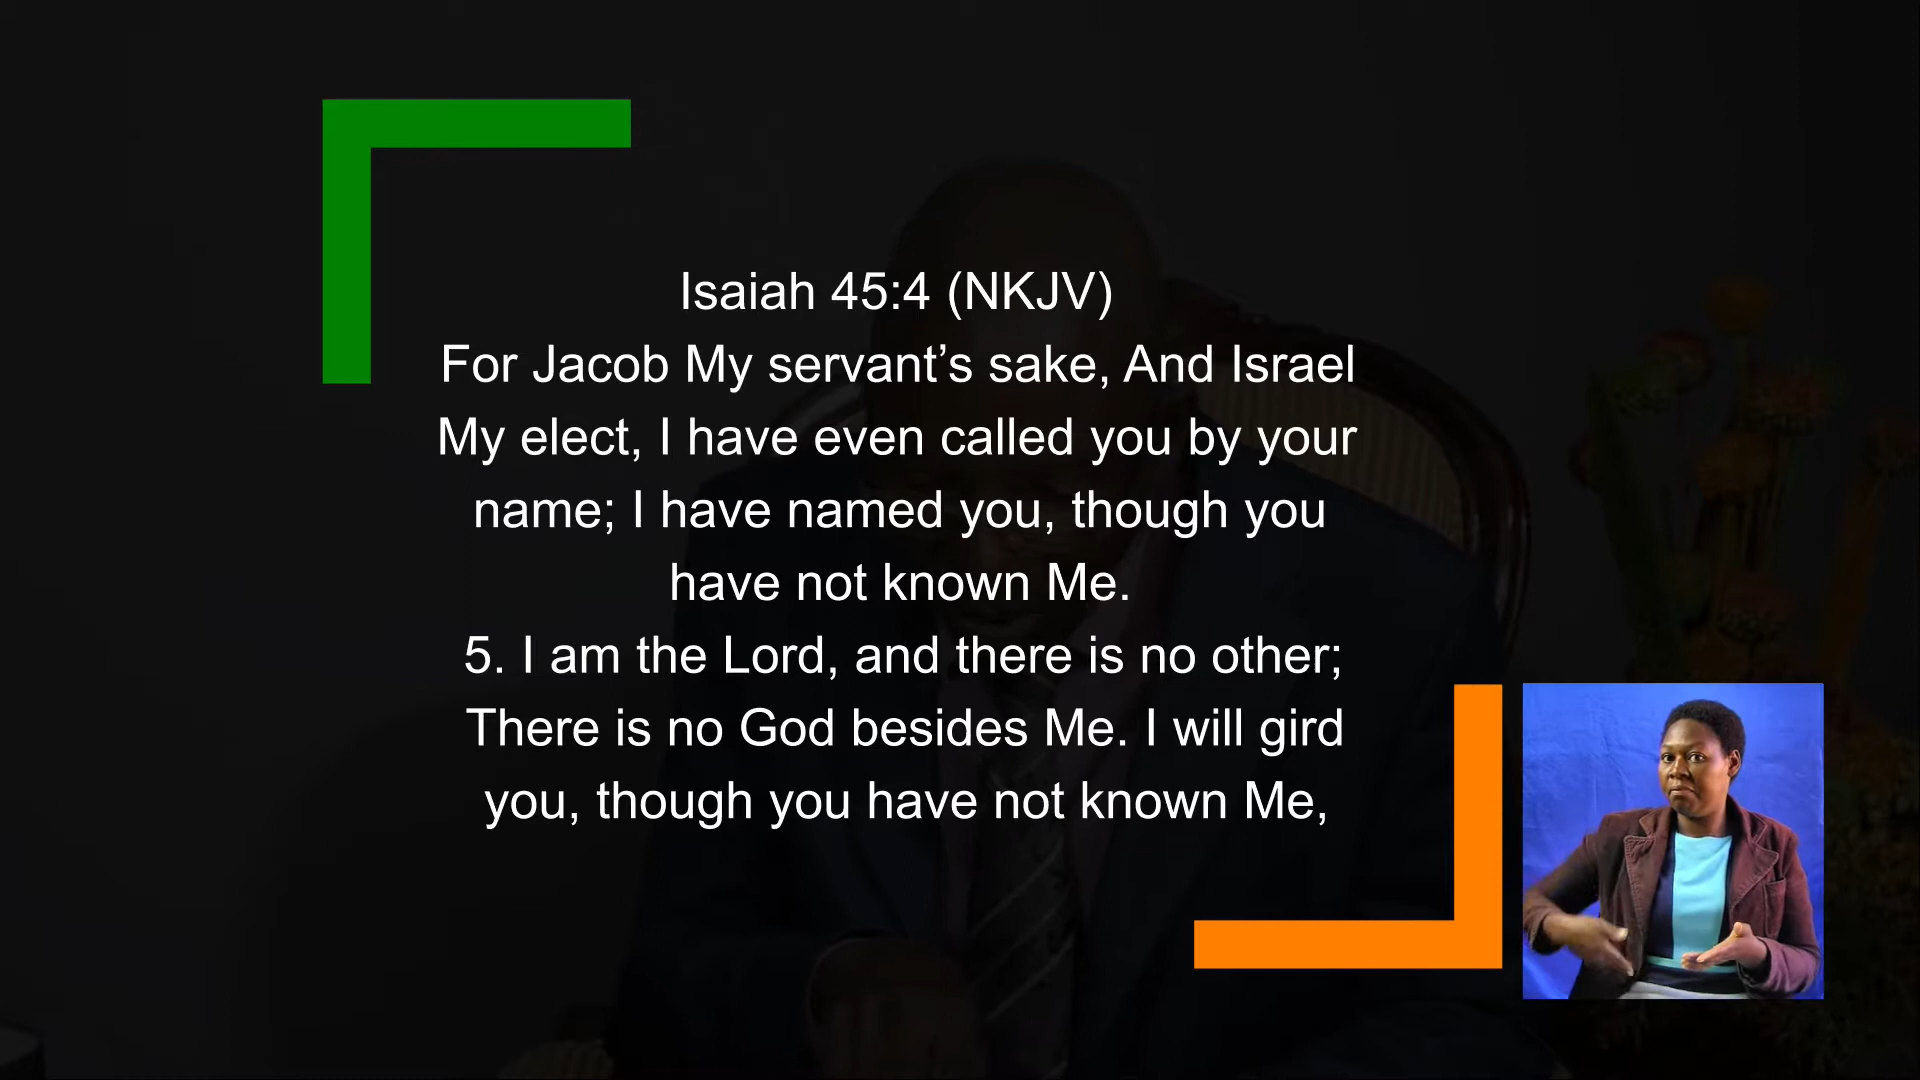 Isaiah 45:4 (NKJV)
For Jacob My servant’s sake, And Israel
My elect, I have even called you by your
name; I have named you, though you
have not known Me.
5. I am the Lord, and there is no other;
There is no God besides Me. I will gird
you, though you have not known Me,